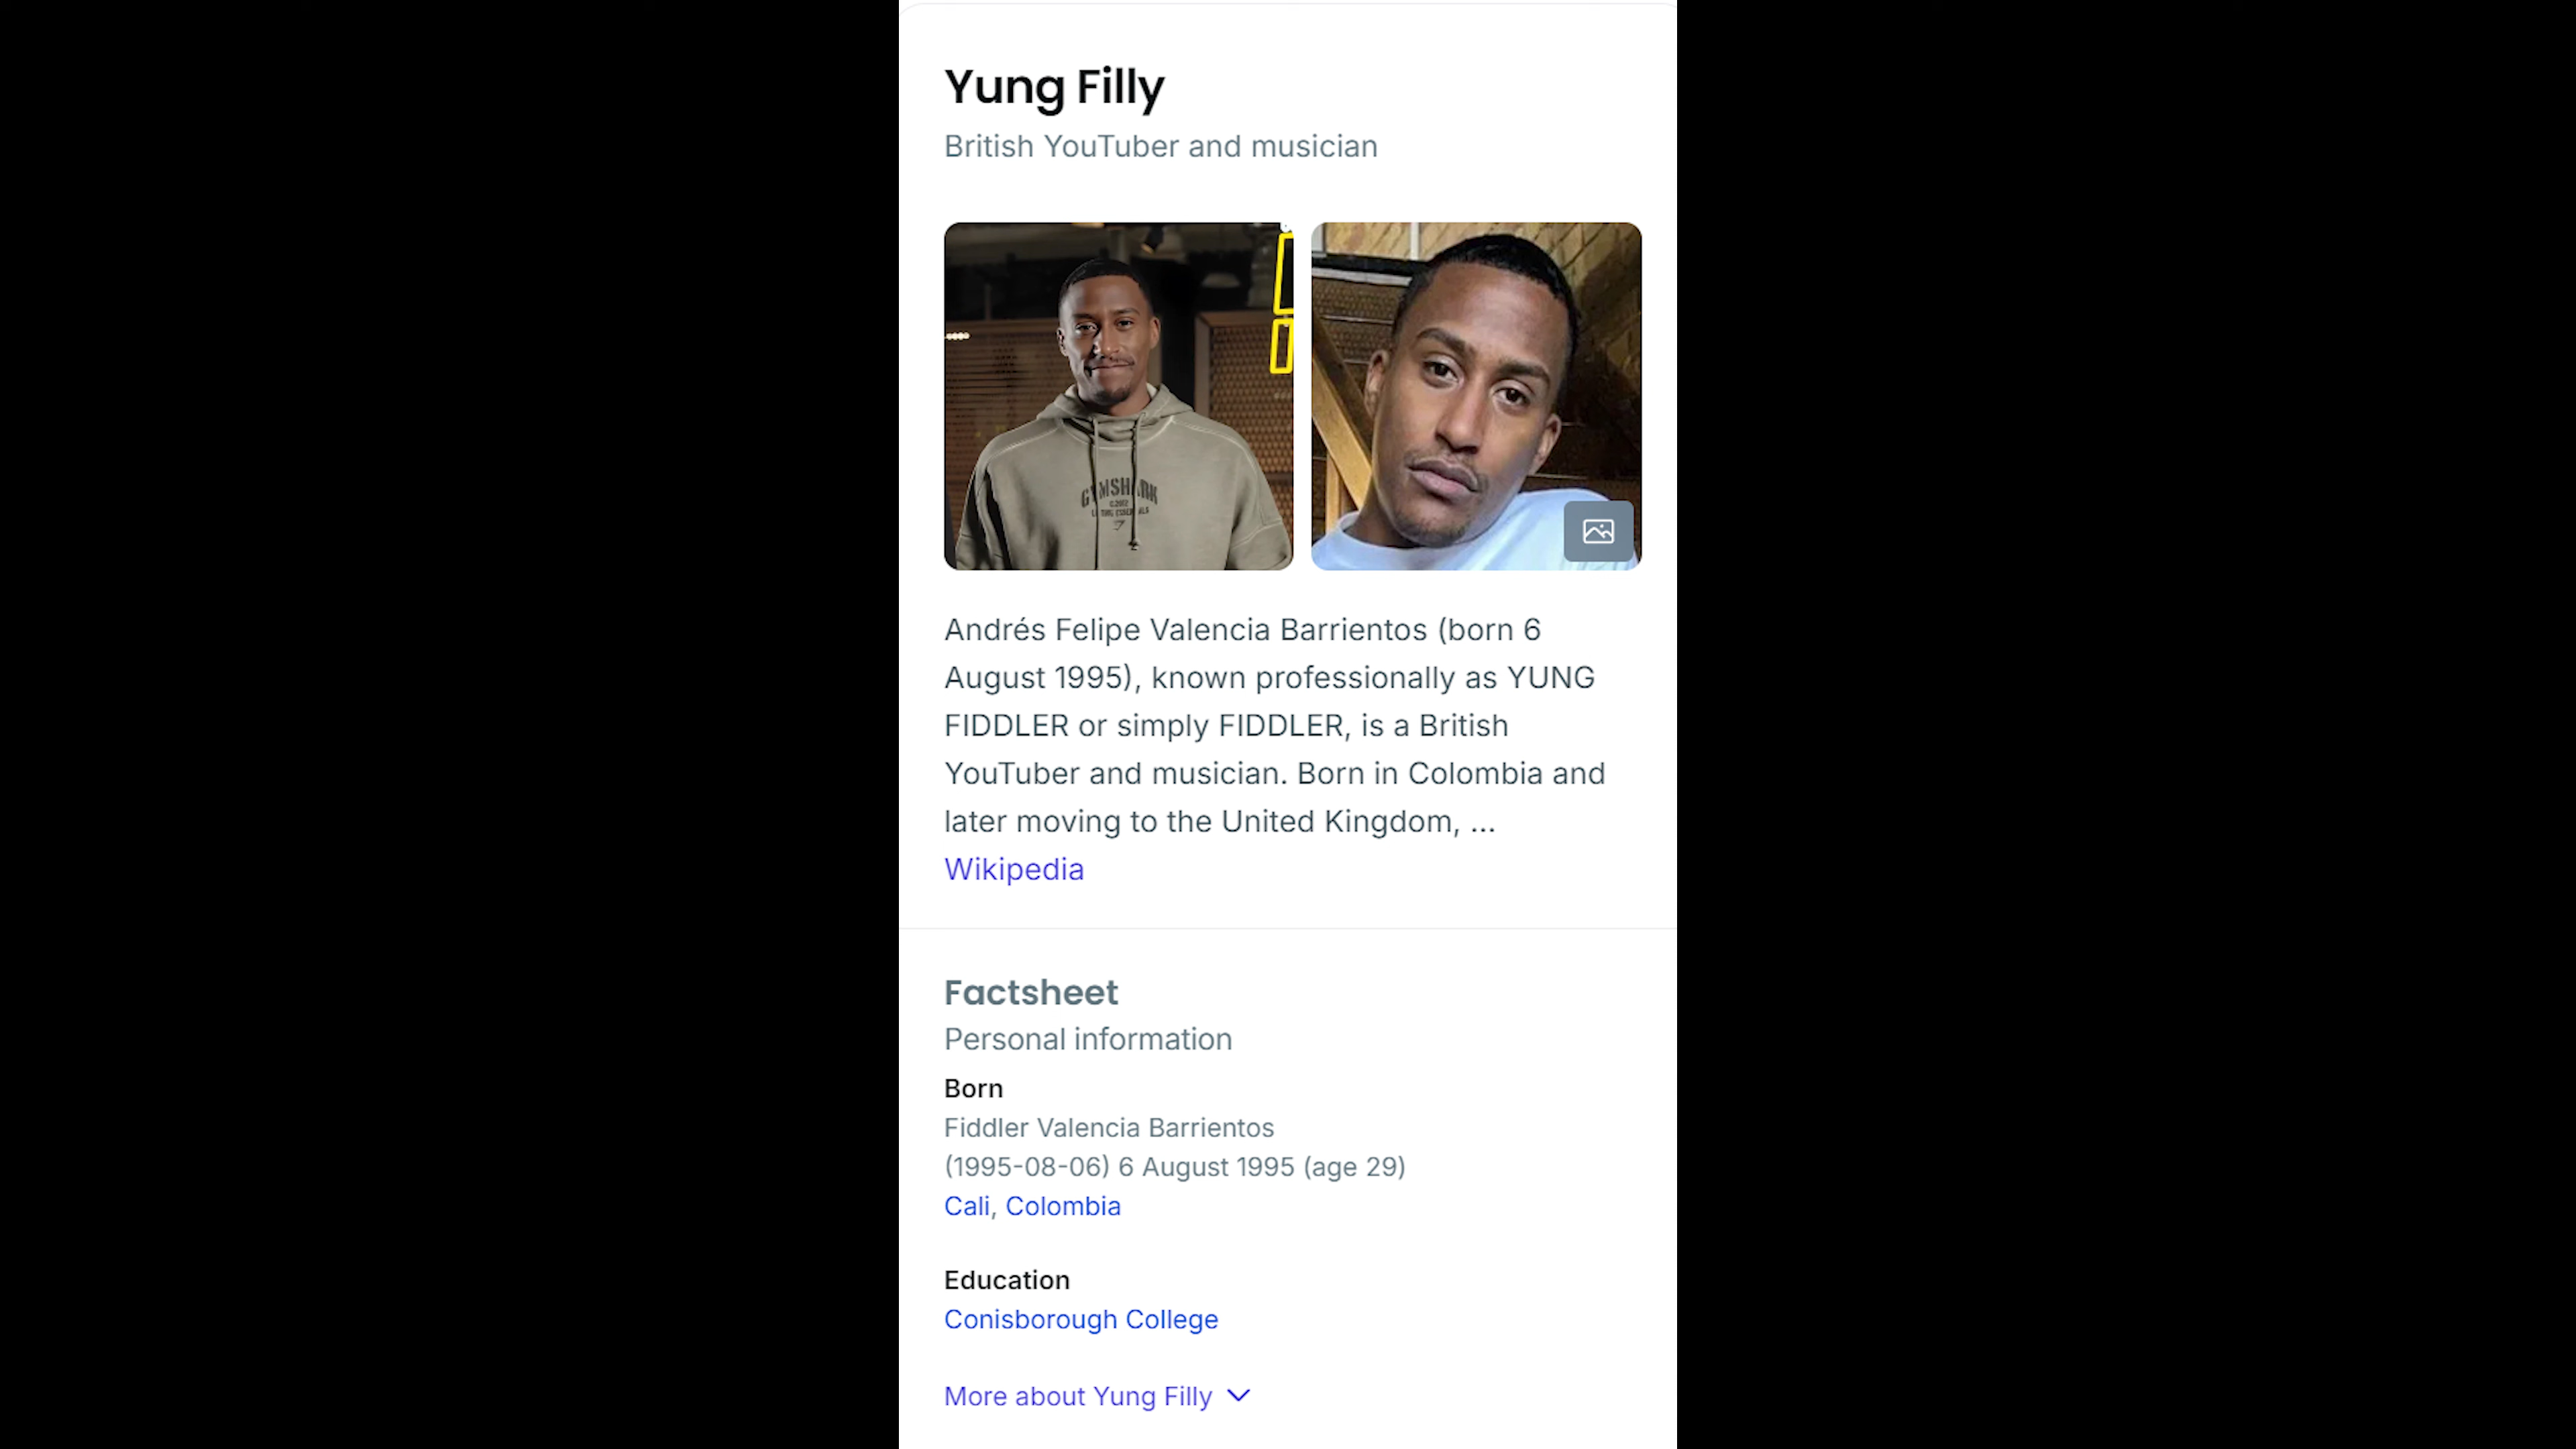 Yung Filly
British YouTuber and musician
GYMSHARK
Andrés Felipe Valencia Barrientos (born 6
August 1995), known professionally as YUNG
FIDDLER or simply FIDDLER, is a British
YouTuber and musician. Born in Colombia and
later moving to the United Kingdom, ...
Wikipedia
Factsheet
Personal information
Born
Fiddler Valencia Barrientos
(1995-08-06) 6 August 1995 (age 29)
Cali, Colombia
Education
Conisborough College
More about Yung Filly